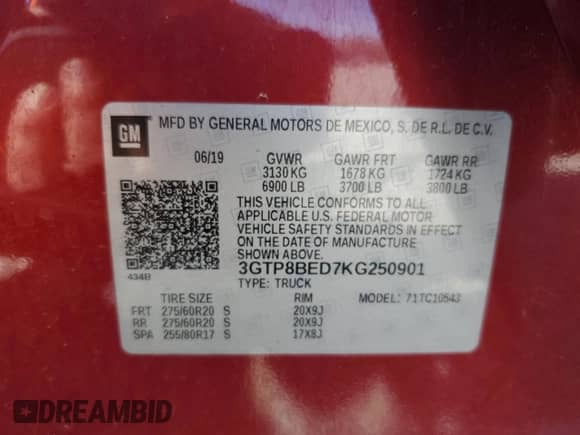 GM
MFD BY GENERAL MOTORS DE MEXICO, S. DE R.L. DE C.V.
06/19 GVWR GAWR FRT GAWR RR
3130 KG 1678 KG 1724 KG
6900 LB 3700 LB 3800 LB
THIS VEHICLE CONFORMS TO ALL
APPLICABLE U.S. FEDERAL MOTOR
VEHICLE SAFETY STANDARDS IN EFFECT
ON THE DATE OF MANUFACTURE
SHOWN ABOVE.
434B 3GTP8BED7KG250901
TYPE: TRUCK
TIRE SIZE RIM MODEL: 71TC10543
FRT 275/60R20 S 20X9J
RR 275/60R20 S 20X9J
SPA 255/80R17 S 17X8J
DREAMBID